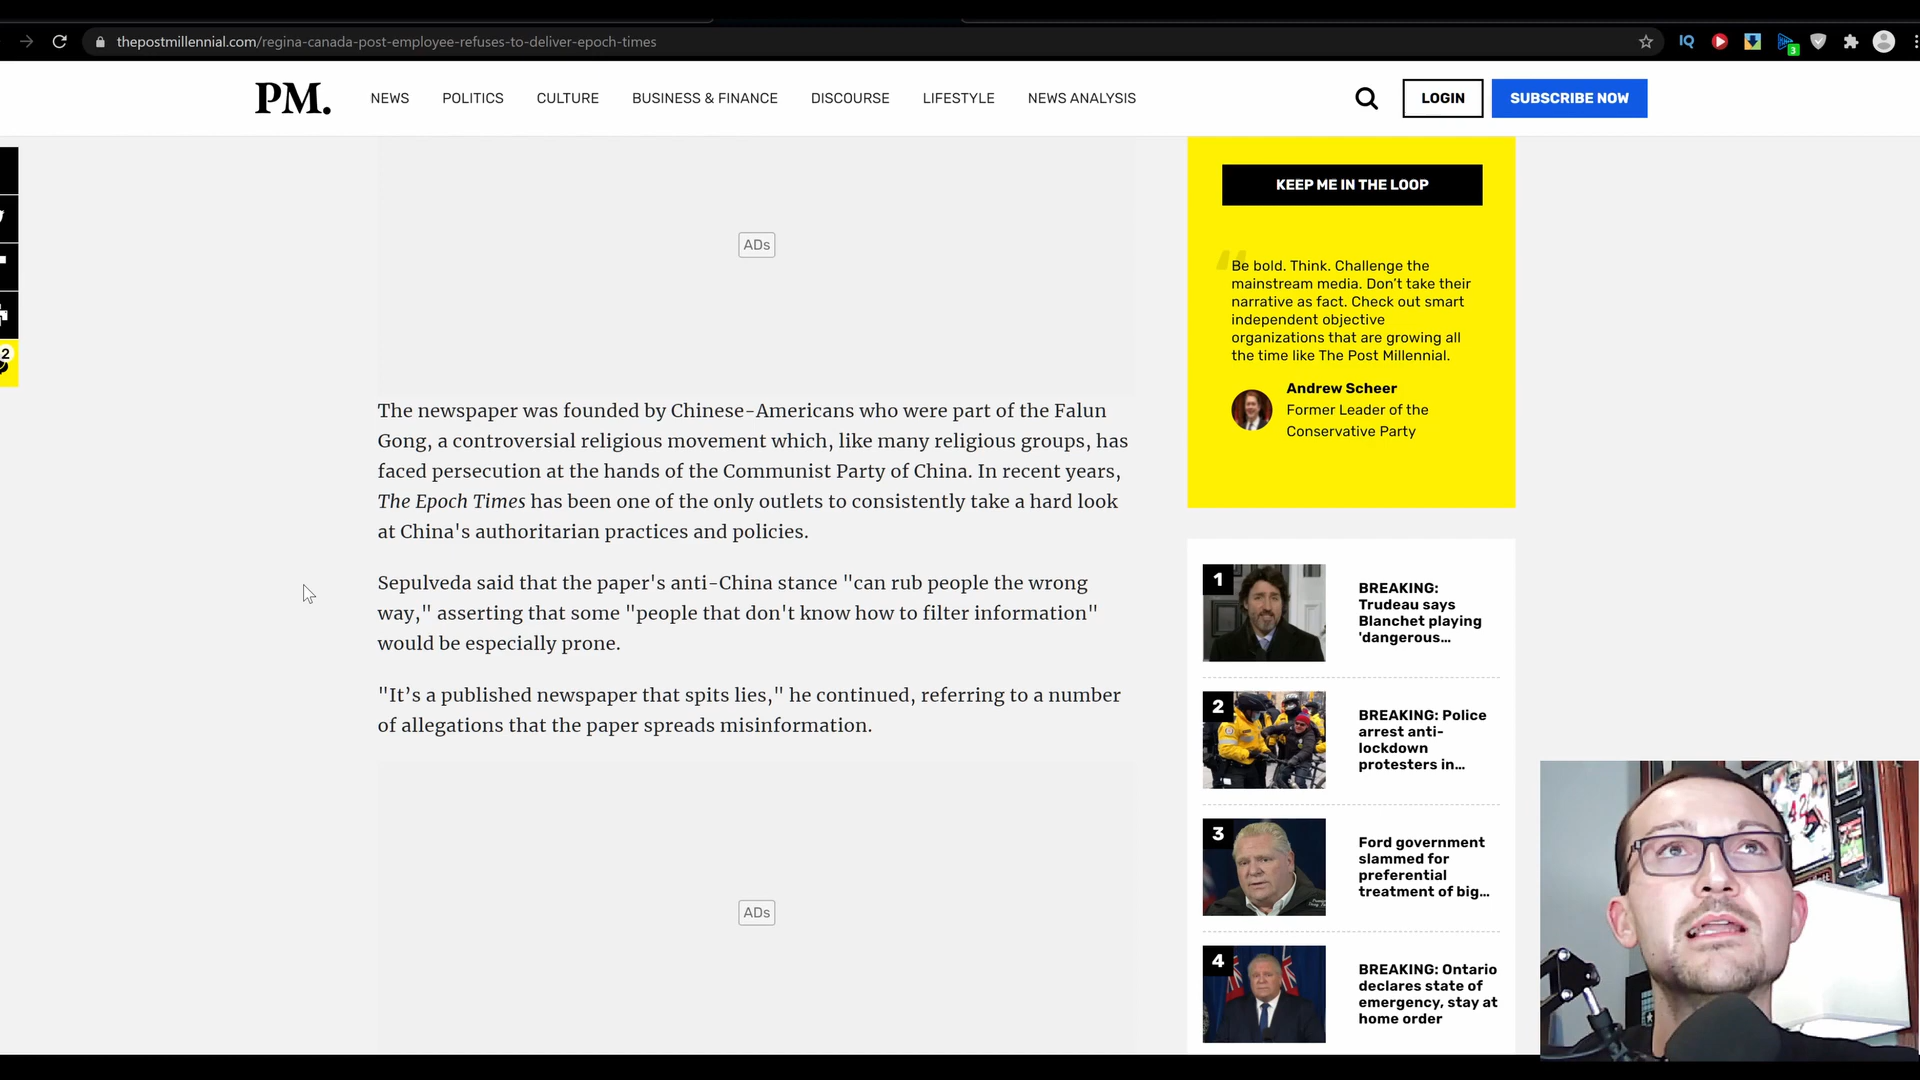 thepostmillennial.com/regina-canada-post-employee-refuses-to-deliver-epoch-times
IQ
3
PM.
NEWS
POLITICS
CULTURE
BUSINESS & FINANCE
DISCOURSE
LIFESTYLE
NEWS ANALYSIS
LOGIN
SUBSCRIBE NOW
2
ADs
The newspaper was founded by Chinese-Americans who were part of the Falun
Gong, a controversial religious movement which, like many religious groups, has
faced persecution at the hands of the Communist Party of China. In recent years,
The Epoch Times has been one of the only outlets to consistently take a hard look
at China's authoritarian practices and policies.
Sepulveda said that the paper's anti-China stance "can rub people the wrong
way," asserting that some "people that don't know how to filter information"
would be especially prone.
"It’s a published newspaper that spits lies," he continued, referring to a number
of allegations that the paper spreads misinformation.
ADs
KEEP ME IN THE LOOP
“
Be bold. Think. Challenge the
mainstream media. Don’t take their
narrative as fact. Check out smart
independent objective
organizations that are growing all
the time like The Post Millennial.
Andrew Scheer
Former Leader of the
Conservative Party
1
BREAKING:
Trudeau says
Blanchet playing
'dangerous...
2
BREAKING: Police
arrest anti-
lockdown
protesters in...
3
Ford government
slammed for
preferential
treatment of big...
4
BREAKING: Ontario
declares state of
emergency, stay at
home order
42